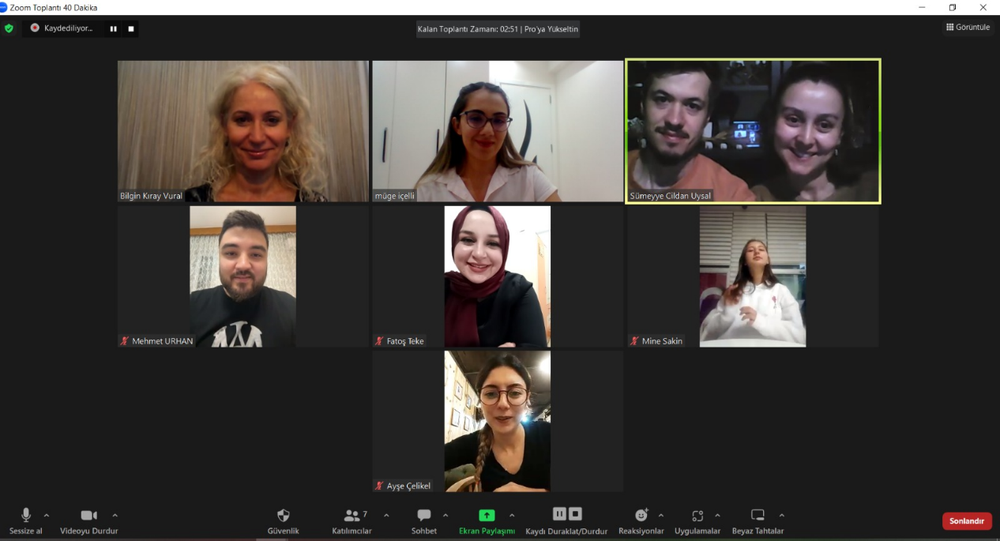 Zoom Toplantı 40 Dakika
Kaydediliyor...
Kalan Toplantı Zamanı: 02:51 | Pro'ya Yükseltin
Görüntüle
Bilgin Kıray Vural
müge içelli
Sümeyye Cildan Uysal
Mehmet URHAN
Fatoş Teke
Mine Sakin
Ayşe Çelikel
7
Sessize al
Videoyu Durdur
Güvenlik
Katılımcılar
Sohbet
Ekran Paylaşımı
Kaydı Duraklat/Durdur
Reaksiyonlar
Uygulamalar
Beyaz Tahtalar
Sonlandır